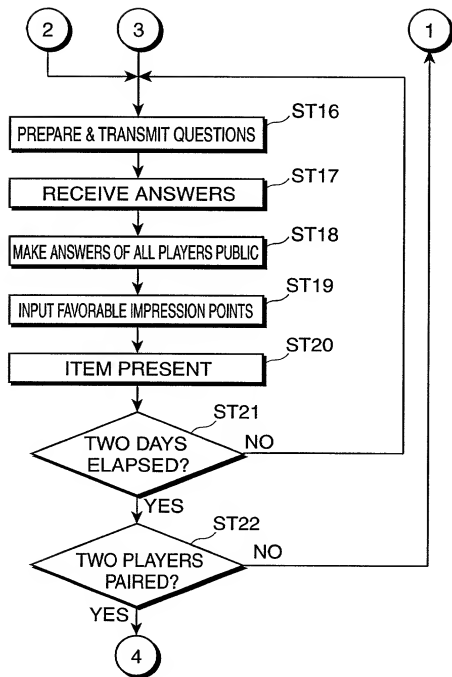 2
3
1
ST16
PREPARE & TRANSMIT QUESTIONS
ST17
RECEIVE ANSWERS
ST18
MAKE ANSWERS OF ALL PLAYERS PUBLIC
ST19
INPUT FAVORABLE IMPRESSION POINTS
ST20
ITEM PRESENT
ST21
TWO DAYS
ELAPSED?
NO
YES
ST22
TWO PLAYERS
PAIRED?
NO
YES
4